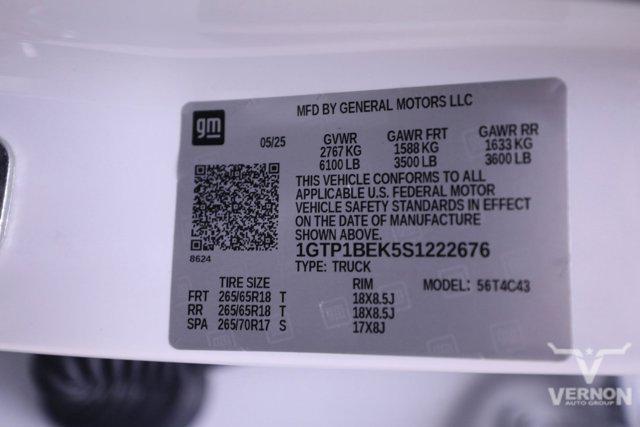 MFD BY GENERAL MOTORS LLC
gm
05/25 GVWR GAWR FRT GAWR RR
2767 KG 1588 KG 1633 KG
6100 LB 3500 LB 3600 LB
THIS VEHICLE CONFORMS TO ALL
APPLICABLE U.S. FEDERAL MOTOR
VEHICLE SAFETY STANDARDS IN EFFECT
ON THE DATE OF MANUFACTURE
SHOWN ABOVE.
8624
1GTP1BEK5S1222676
TYPE: TRUCK
TIRE SIZE RIM MODEL: 56T4C43
FRT 265/65R18 T 18X8.5J
RR 265/65R18 T 18X8.5J
SPA 265/70R17 S 17X8J
VERNON
AUTO GROUP